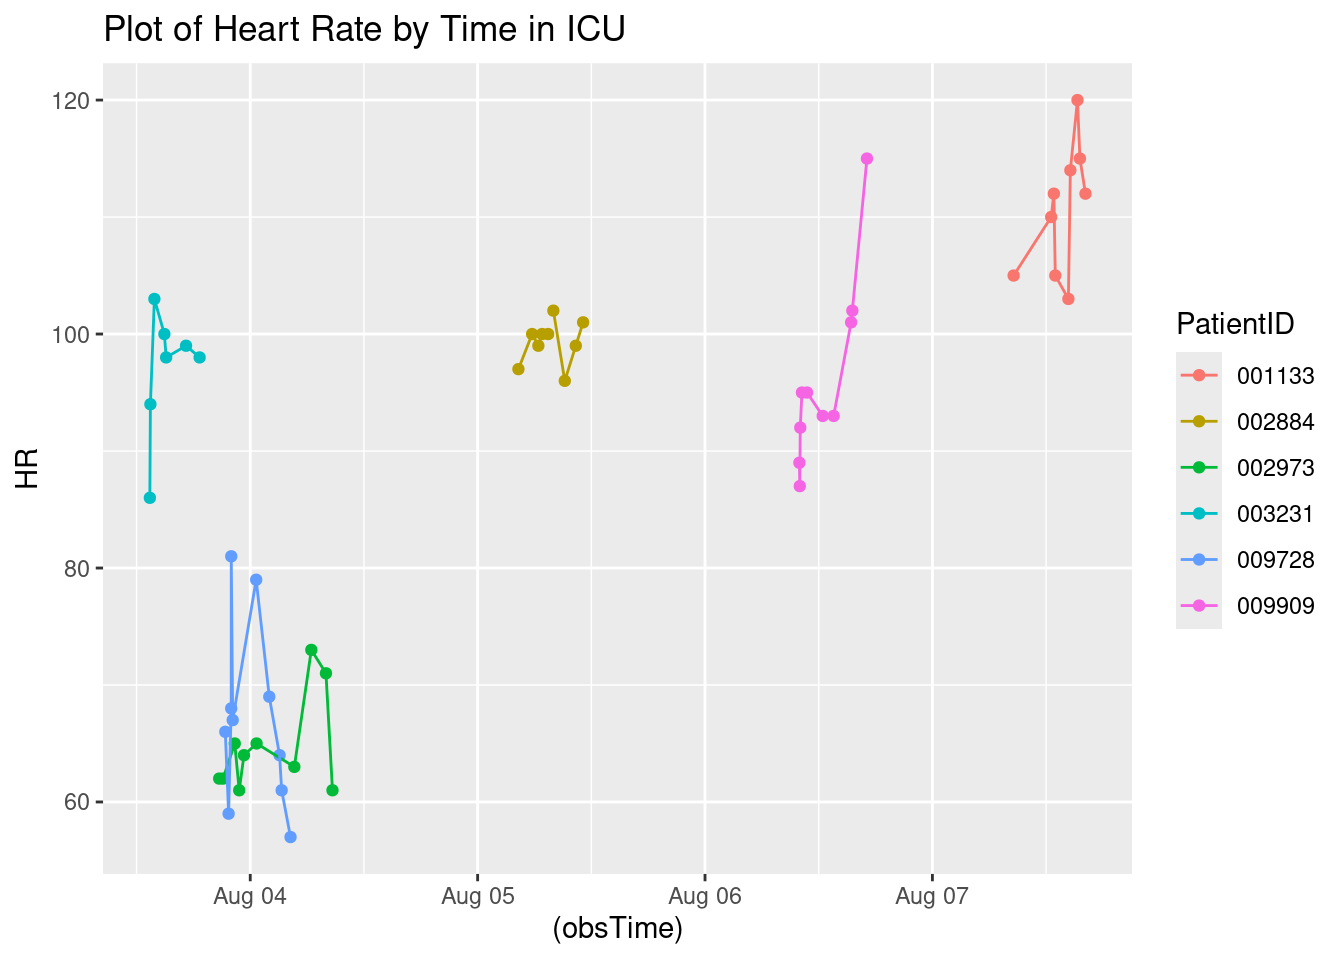 Plot of Heart Rate by Time in ICU
120
100
80
60
HR
Aug 04
Aug 05
Aug 06
Aug 07
(obsTime)
PatientID
001133
002884
002973
003231
009728
009909